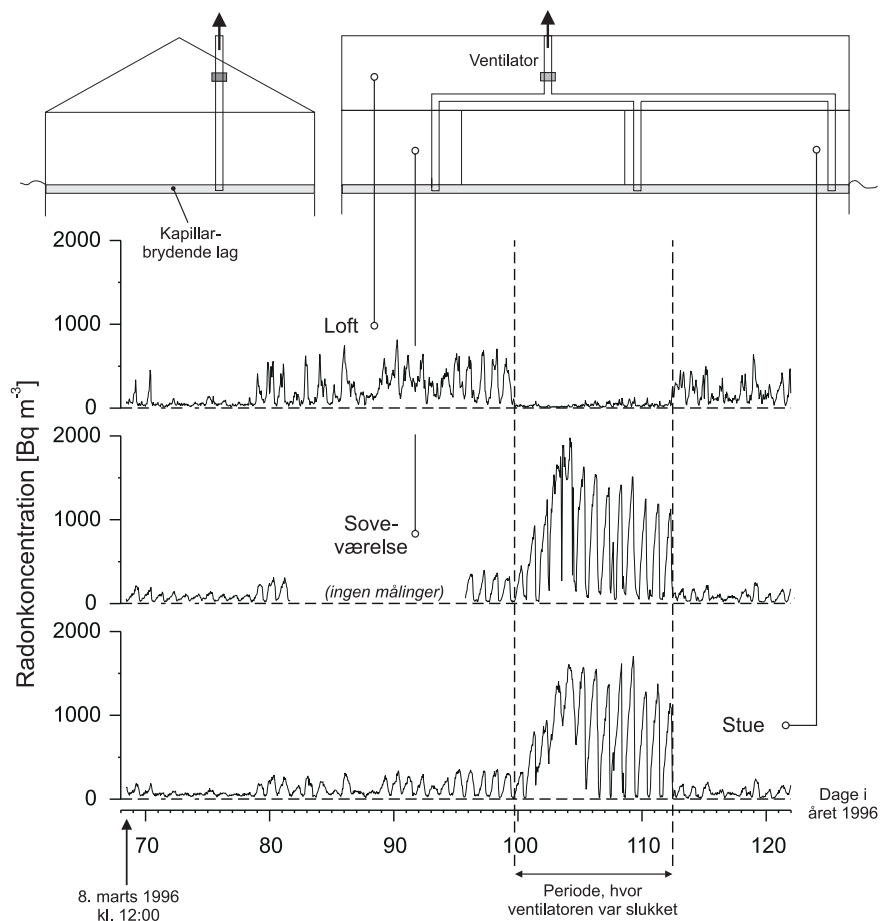 Ventilator
Kapillar-
brydende lag
Radonkoncentration [Bq m-3]
2000
1000
0
Loft
2000
1000
0
Sove-
værelse
(ingen målinger)
2000
1000
0
Stue
Dage i
året 1996
70
80
90
100
110
120
8. marts 1996
kl. 12:00
Periode, hvor
ventilatoren var slukket